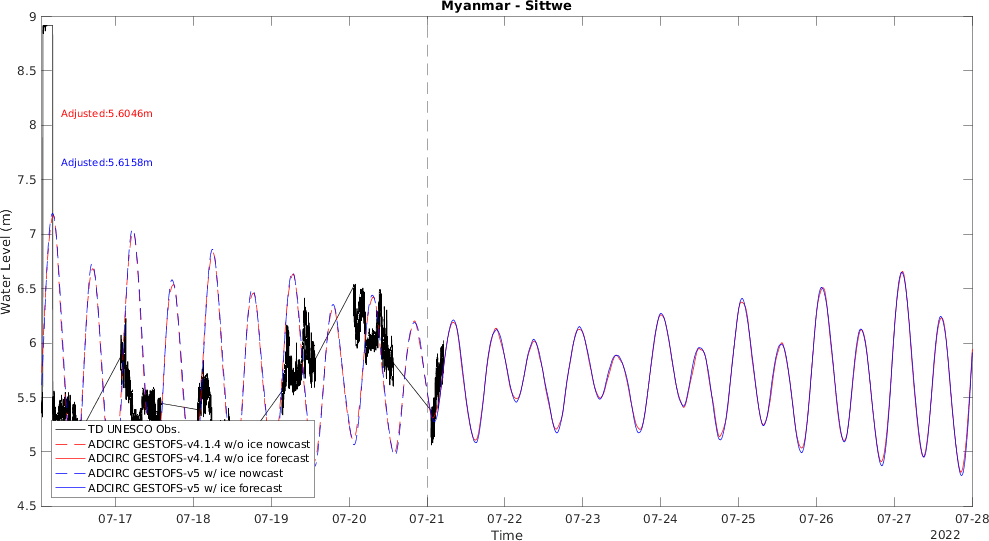 Myanmar - Sittwe
9
8.5
8
7.5
7
6.5
6
5.5
5
4.5
Water Level (m)
Adjusted:5.6046m
Adjusted:5.6158m
TD UNESCO Obs.
ADCIRC GESTOFS-v4.1.4 w/o ice nowcast
ADCIRC GESTOFS-v4.1.4 w/o ice forecast
ADCIRC GESTOFS-v5 w/ ice nowcast
ADCIRC GESTOFS-v5 w/ ice forecast
07-17 07-18 07-19 07-20 07-21 07-22 07-23 07-24 07-25 07-26 07-27 07-28
Time
2022